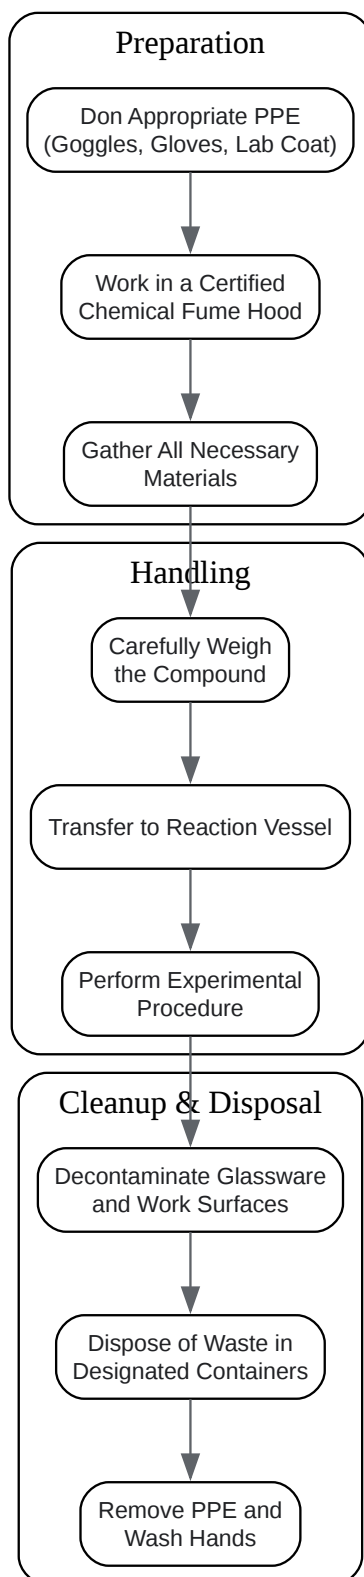 Preparation
Don Appropriate PPE
(Goggles, Gloves, Lab Coat)
Work in a Certified
Chemical Fume Hood
Gather All Necessary
Materials
Handling
Carefully Weigh
the Compound
Transfer to Reaction Vessel
Perform Experimental
Procedure
Cleanup & Disposal
Decontaminate Glassware
and Work Surfaces
Dispose of Waste in
Designated Containers
Remove PPE and
Wash Hands